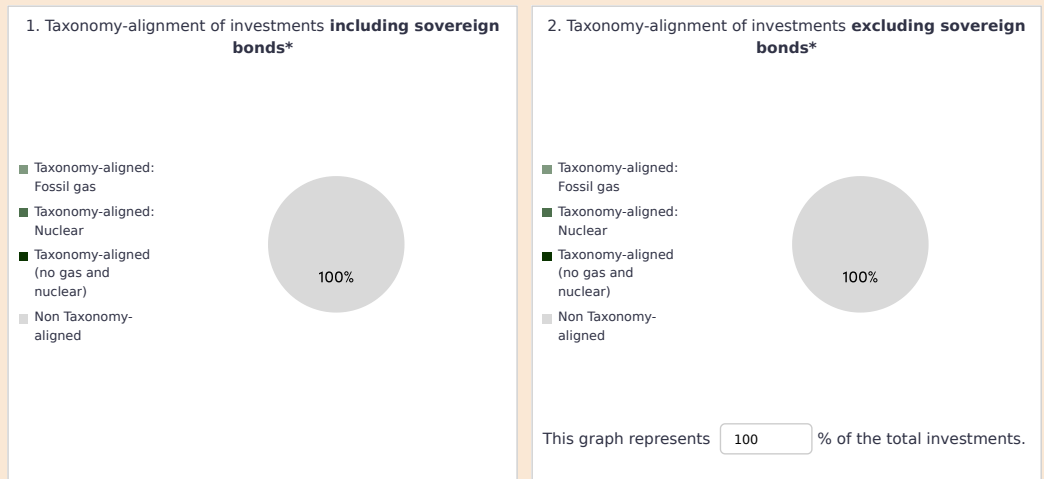 1. Taxonomy-alignment of investments including sovereign
bonds*
Taxonomy-aligned:
Fossil gas
Taxonomy-aligned:
Nuclear
Taxonomy-aligned
(no gas and
nuclear)
Non Taxonomy-
aligned
100%
2. Taxonomy-alignment of investments excluding sovereign
bonds*
Taxonomy-aligned:
Fossil gas
Taxonomy-aligned:
Nuclear
Taxonomy-aligned
(no gas and
nuclear)
Non Taxonomy-
aligned
100%
This graph represents 100 % of the total investments.